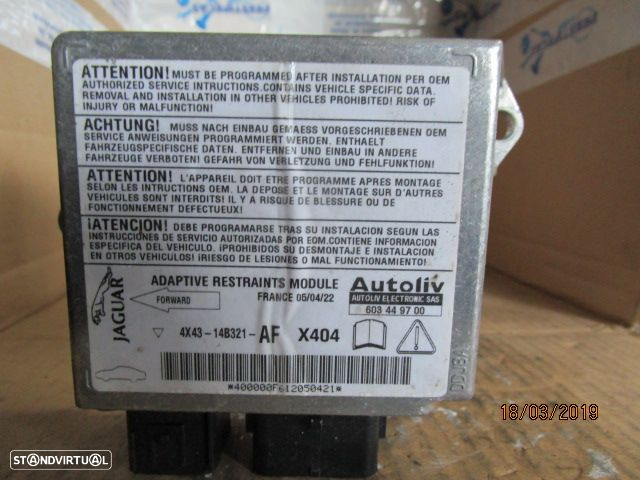 ATTENTION! MUST BE PROGRAMMED AFTER INSTALLATION PER OEM
AUTHORIZED SERVICE INSTRUCTIONS.CONTAINS VEHICLE SPECIFIC DATA.
REMOVAL AND INSTALLATION IN OTHER VEHICLES PROHIBITED! RISK OF
INJURY OR MALFUNCTION!
ACHTUNG! MUSS NACH EINBAU GEMAESS VORGESCHRIEBENEN OEM
SERVICE ANWEISUNGEN PROGRAMMIERT WERDEN. ENTHAELT
FAHRZEUGSPEZIFISCHE DATEN. ENTFERNEN UND EINBAU IN ANDERE
FAHRZEUGE VERBOTEN! GEFAHR VON VERLETZUNG UND FEHLFUNKTION!
ATTENTION! L'APPAREIL DOIT ETRE PROGRAMME APRES MONTAGE
SELON LES INTRUCTIONS OEM. LA DEPOSE ET LE MONTAGE SUR D'AUTRES
VEHICULES SONT INTERDITS! IL Y A RISQUE DE BLESSURE OU DE
FONCTIONNEMENT DEFECTUEUX!
¡ATENCION! DEBE PROGRAMARSE TRAS SU INSTALACION SEGUN LAS
INSTRUCCIONES DE SERVICIO AUTORIZADAS POR EOM.CONTIENE INFORMACION
ESPECIFICA DEL VEHICULO. ¡PROHIBIDOS SU DESMONTAJE E INSTALACION
EN OTROS VEHICULOS! ¡RIESGO DE LESIONES O MAL FUNCIONAMIENTO!
JAGUAR
FORWARD
ADAPTIVE RESTRAINTS MODULE
FRANCE 05/04/22
Autoliv
AUTOLIV ELECTRONIC SAS
603 44 97 00
4X43-14B321-AF X404
*400000F612050421*
18/03/2019
STANDVIRTUAL